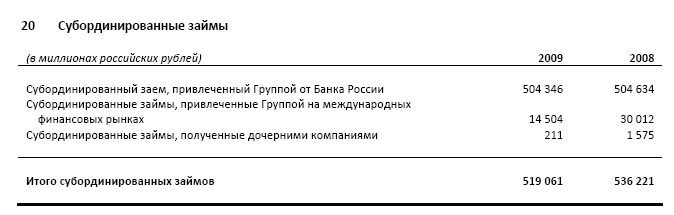 20 Субординированные займы
(в миллионах российских рублей) 2009 2008
Субординированный заем, привлеченный Группой от Банка России 504 346 504 634
Субординированные займы, привлеченные Группой на международных
финансовых рынках 14 504 30 012
Субординированные займы, полученные дочерними компаниями 211 1 575
Итого субординированных займов 519 061 536 221